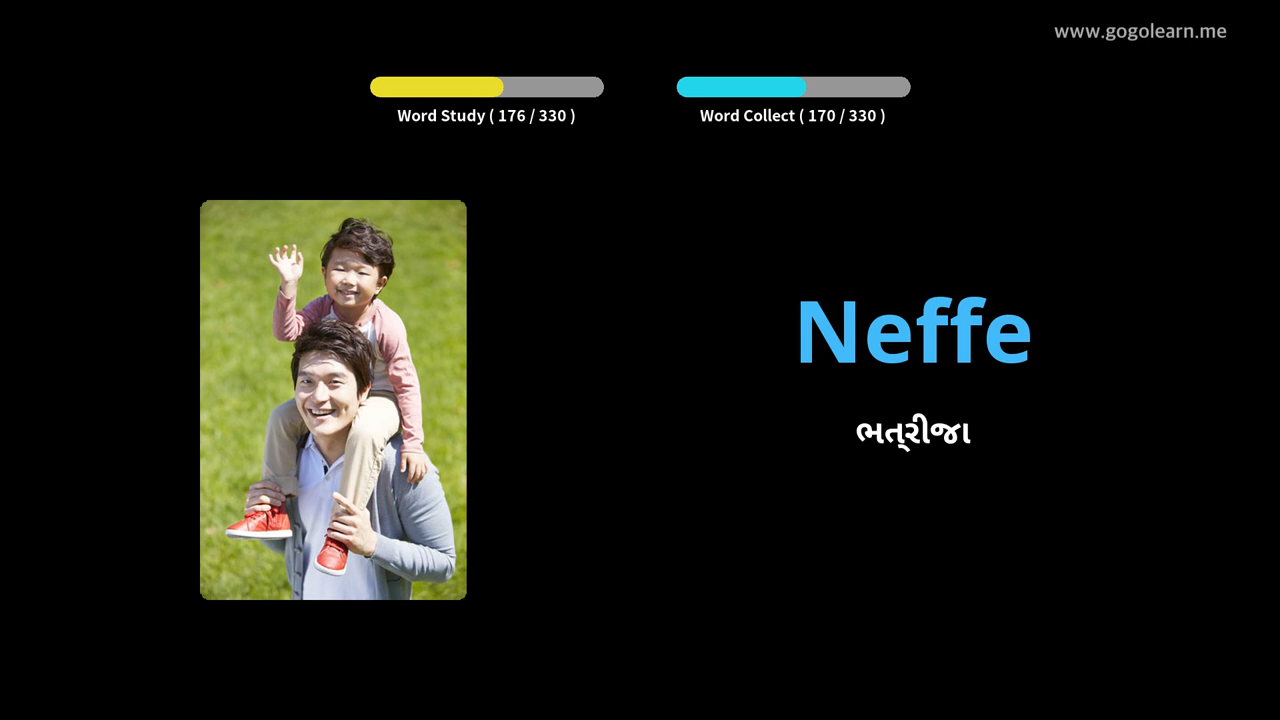 www.gogolearn.me
Word Study ( 176 / 330 )
Word Collect ( 170 / 330 )
Neffe
ભત્રીજા